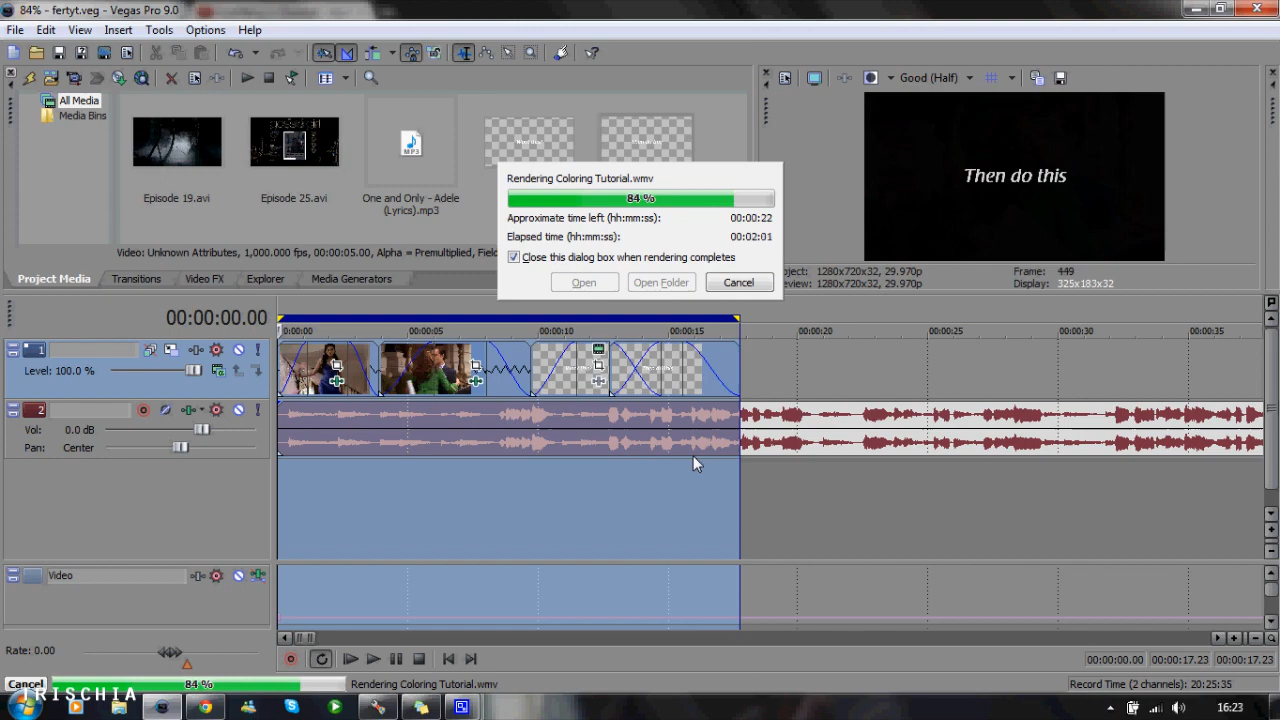 84% - fertyt.veg - Vegas Pro 9.0
File Edit View Insert Tools Options Help
Good (Half)
All Media
Media Bins
MP3
Episode 19.avi
Episode 25.avi
One and Only - Adele
(Lyrics).mp3
Then do this
Rendering Coloring Tutorial.wmv
84 %
Approximate time left (hh:mm:ss): 00:00:22
Elapsed time (hh:mm:ss): 00:02:01
Close this dialog box when rendering completes
Open Open Folder Cancel
Video: Unknown Attributes, 1,000.000 fps, 00:00:05.00, Alpha = Premultiplied, Field
Project Media Transitions Video FX Explorer Media Generators
oject: 1280x720x32, 29.970p
eview: 1280x720x32, 29.970p
Frame: 449
Display: 325x183x32
00:00:00.00
0:00:00 00:00:05 00:00:10 00:00:15 00:00:20 00:00:25 00:00:30 00:00:35
1
Level: 100.0 %
2
Vol: 0.0 dB
Pan: Center
Video
Rate: 0.00
00:00:00.00 00:00:17.23 00:00:17.23
Cancel 84 % Rendering Coloring Tutorial.wmv
Record Time (2 channels): 20:25:35
IRISCHIA
16:23